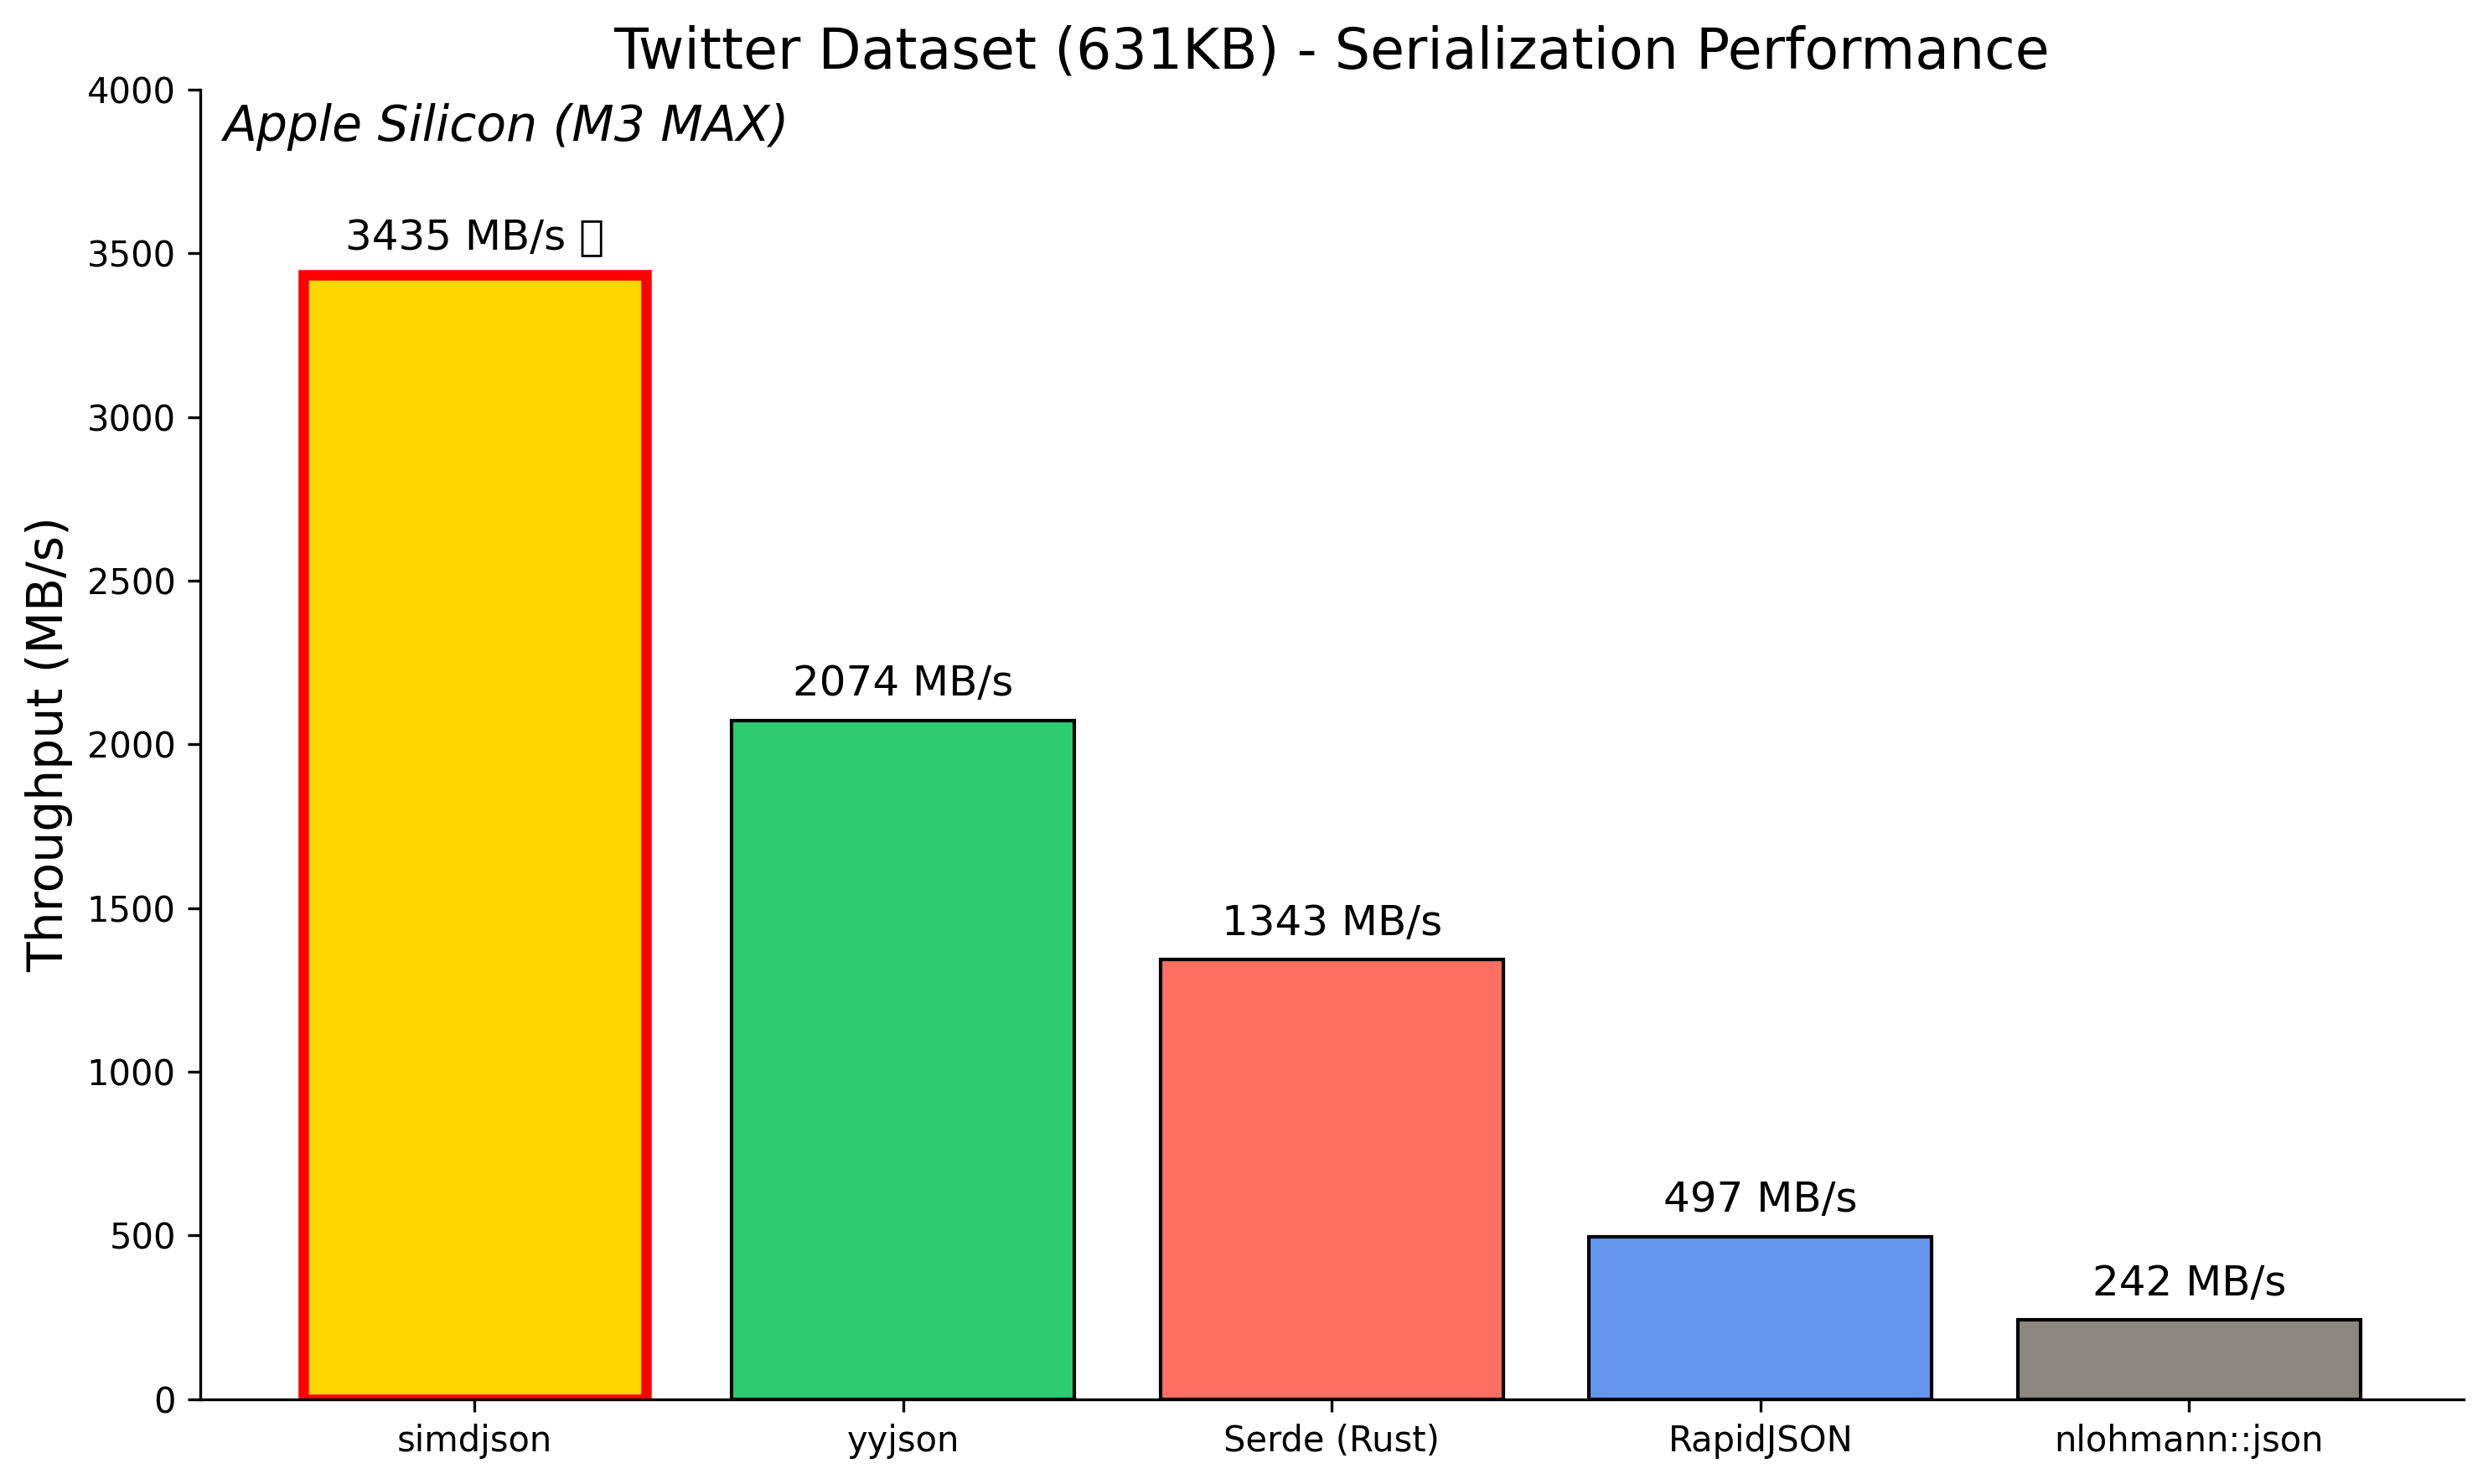 Twitter Dataset (631KB) - Serialization Performance
Apple Silicon (M3 MAX)
Throughput (MB/s)
4000
3500
3000
2500
2000
1500
1000
500
0
3435 MB/s
2074 MB/s
1343 MB/s
497 MB/s
242 MB/s
simdjson
yyjson
Serde (Rust)
RapidJSON
nlohmann::json